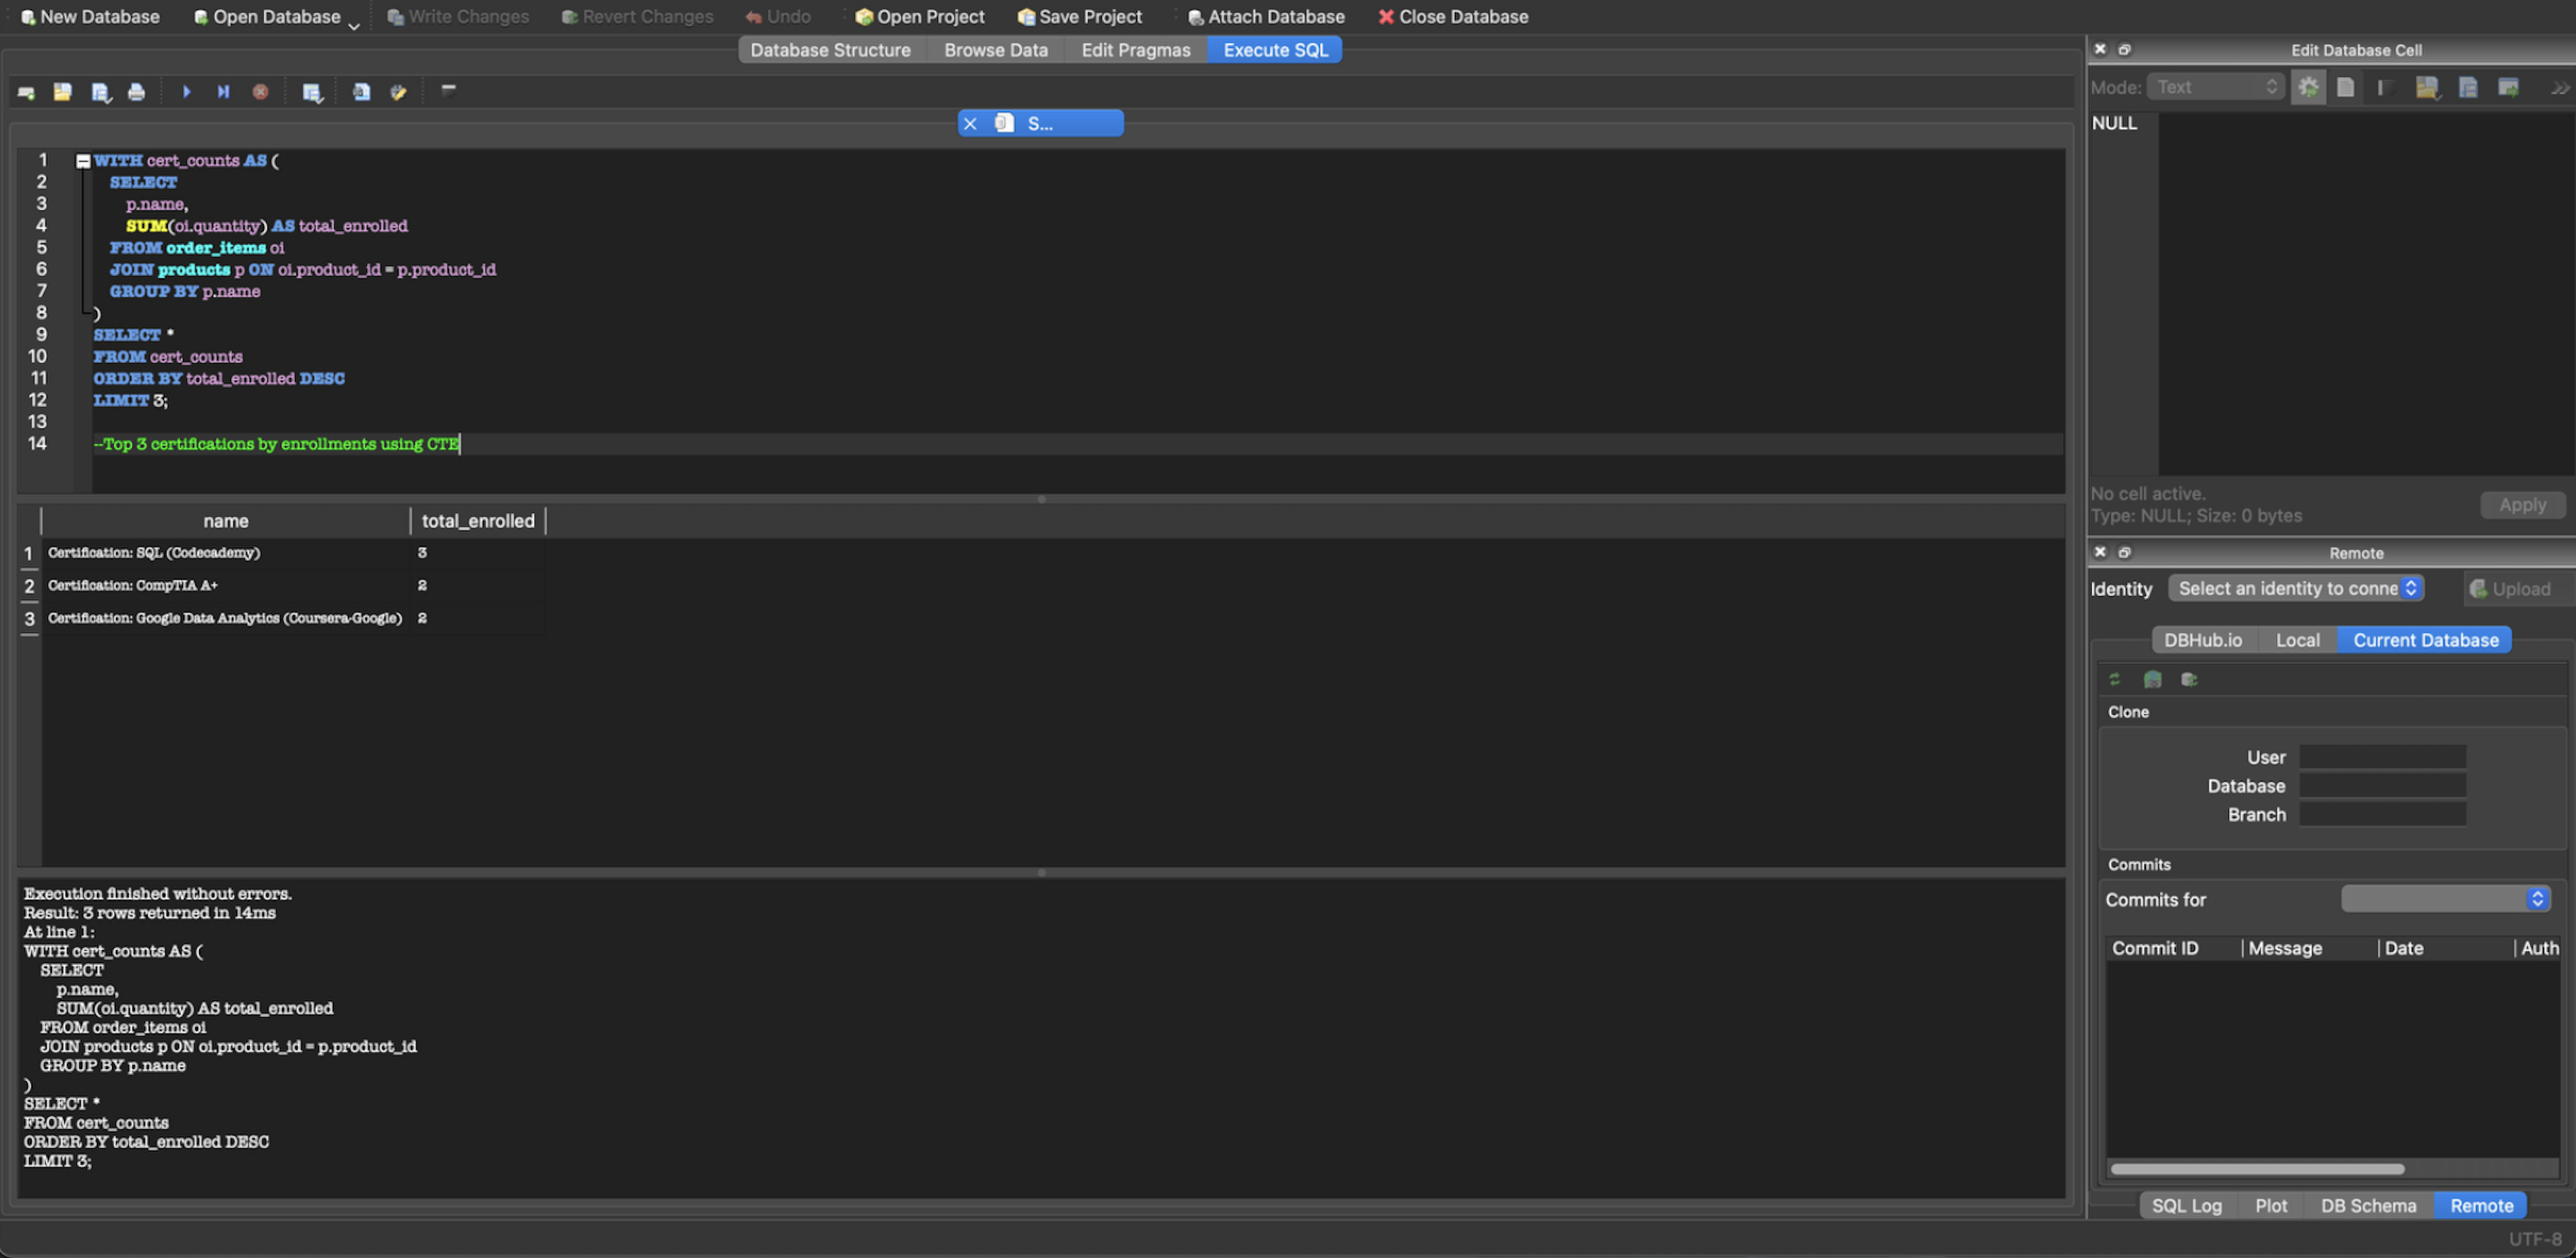 New Database Open Database Write Changes Revert Changes Undo Open Project Save Project Attach Database Close Database
Database Structure Browse Data Edit Pragmas Execute SQL
S...
1 WITH cert_counts AS (
2 SELECT
3 p.name,
4 SUM(oi.quantity) AS total_enrolled
5 FROM order_items oi
6 JOIN products p ON oi.product_id = p.product_id
7 GROUP BY p.name
8 )
9 SELECT *
10 FROM cert_counts
11 ORDER BY total_enrolled DESC
12 LIMIT 3;
13
14 --Top 3 certifications by enrollments using CTE
name total_enrolled
1 Certification: SQL (Codecademy) 3
2 Certification: CompTIA A+ 2
3 Certification: Google Data Analytics (Coursera-Google) 2
Execution finished without errors.
Result: 3 rows returned in 14ms
At line 1:
WITH cert_counts AS (
SELECT
p.name,
SUM(oi.quantity) AS total_enrolled
FROM order_items oi
JOIN products p ON oi.product_id = p.product_id
GROUP BY p.name
)
SELECT *
FROM cert_counts
ORDER BY total_enrolled DESC
LIMIT 3;
Edit Database Cell
Mode: Text
NULL
No cell active.
Type: NULL; Size: 0 bytes
Apply
Remote
Identity Select an identity to conne Upload
DBHub.io Local Current Database
Clone
User
Database
Branch
Commits
Commits for
Commit ID Message Date Auth
SQL Log Plot DB Schema Remote
UTF-8